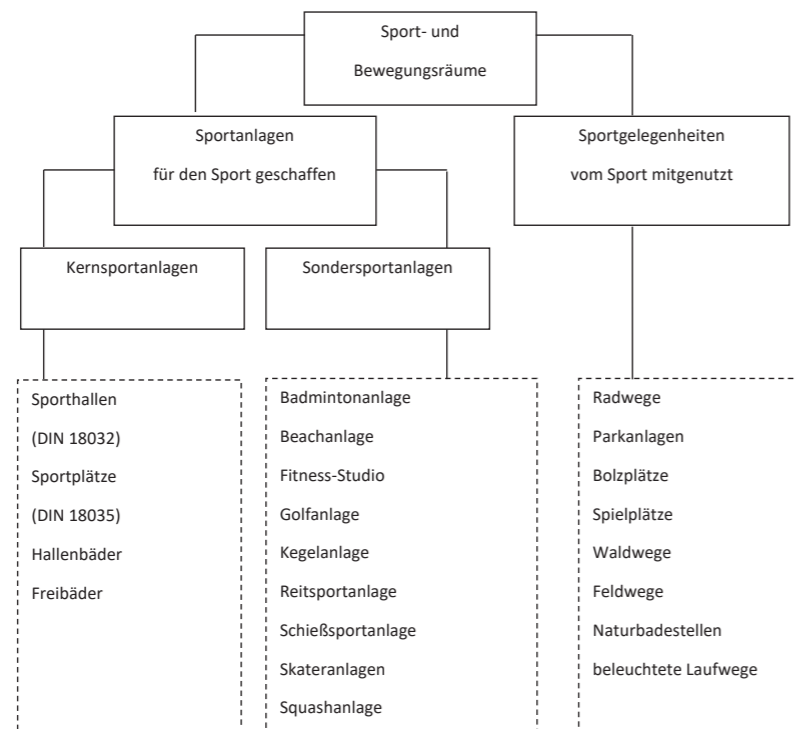 Sport- und
Bewegungsräume
Sportanlagen
für den Sport geschaffen
Sportgelegenheiten
vom Sport mitgenutzt
Kernsportanlagen
Sondersportanlagen
Sporthallen
(DIN 18032)
Sportplätze
(DIN 18035)
Hallenbäder
Freibäder
Badmintonanlage
Beachanlage
Fitness-Studio
Golfanlage
Kegelanlage
Reitsportanlage
Schießsportanlage
Skateranlagen
Squashanlage
Radwege
Parkanlagen
Bolzplätze
Spielplätze
Waldwege
Feldwege
Naturbadestellen
beleuchtete Laufwege